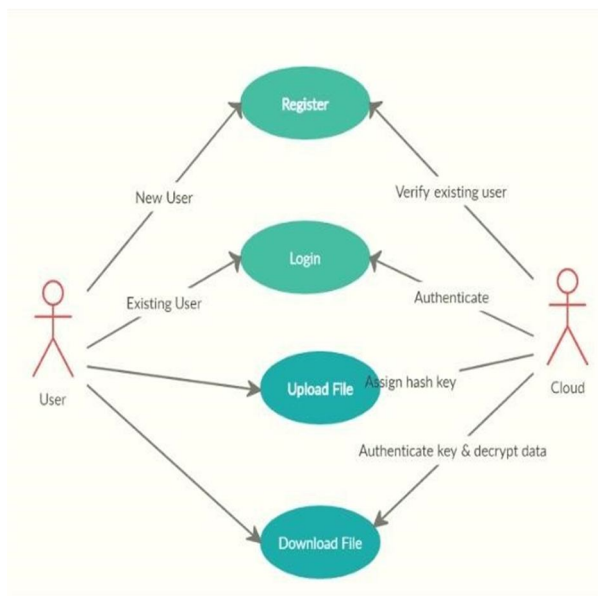 Register
New User
Verify existing user
Login
Existing User
Authenticate
Upload File
Assign hash key
User
Cloud
Authenticate key & decrypt data
Download File